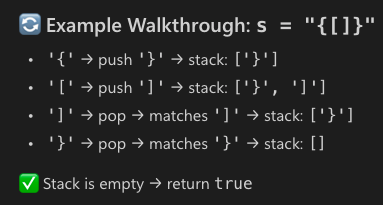 🔄 Example Walkthrough: s = "{[]}"
• '{' → push '}' → stack: ['}']
• '[' → push ']' → stack: ['}', ']']
• ']' → pop → matches ']' → stack: ['}']
• '}' → pop → matches '}' → stack: []
✅ Stack is empty → return true